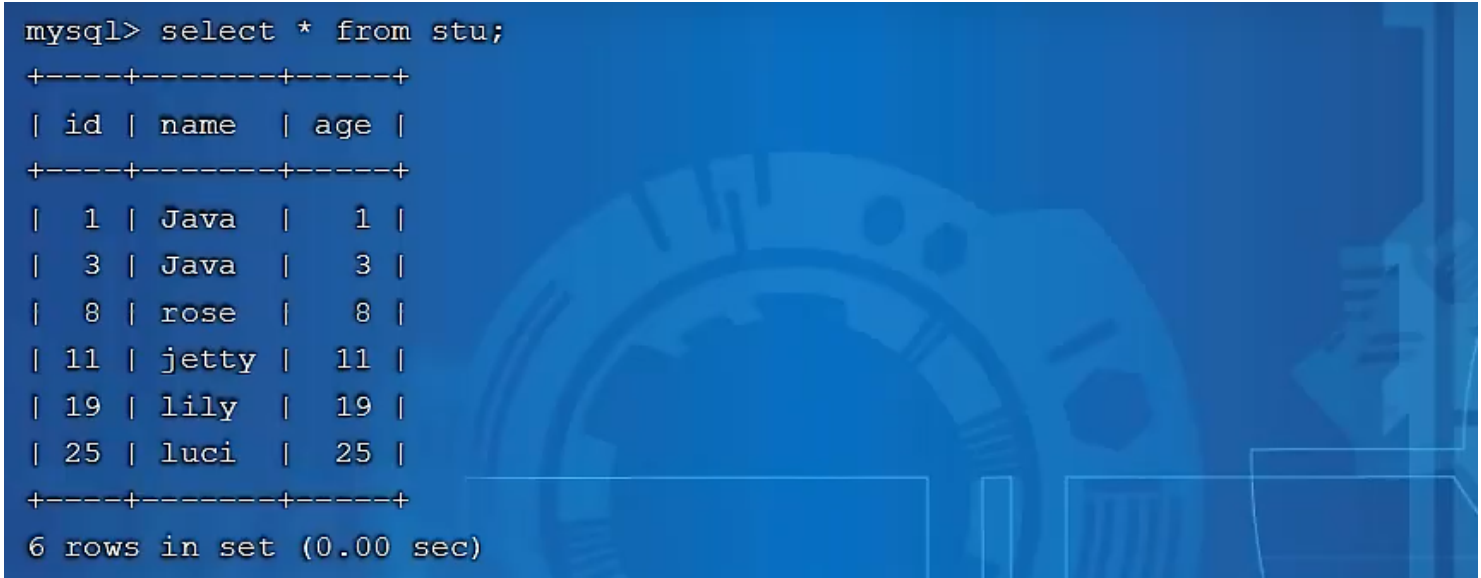 mysql> select * from stu;
+----+-------+-----+
| id | name  | age |
+----+-------+-----+
|  1 | Java  |   1 |
|  3 | Java  |   3 |
|  8 | rose  |   8 |
| 11 | jetty |  11 |
| 19 | lily  |  19 |
| 25 | luci  |  25 |
+----+-------+-----+
6 rows in set (0.00 sec)